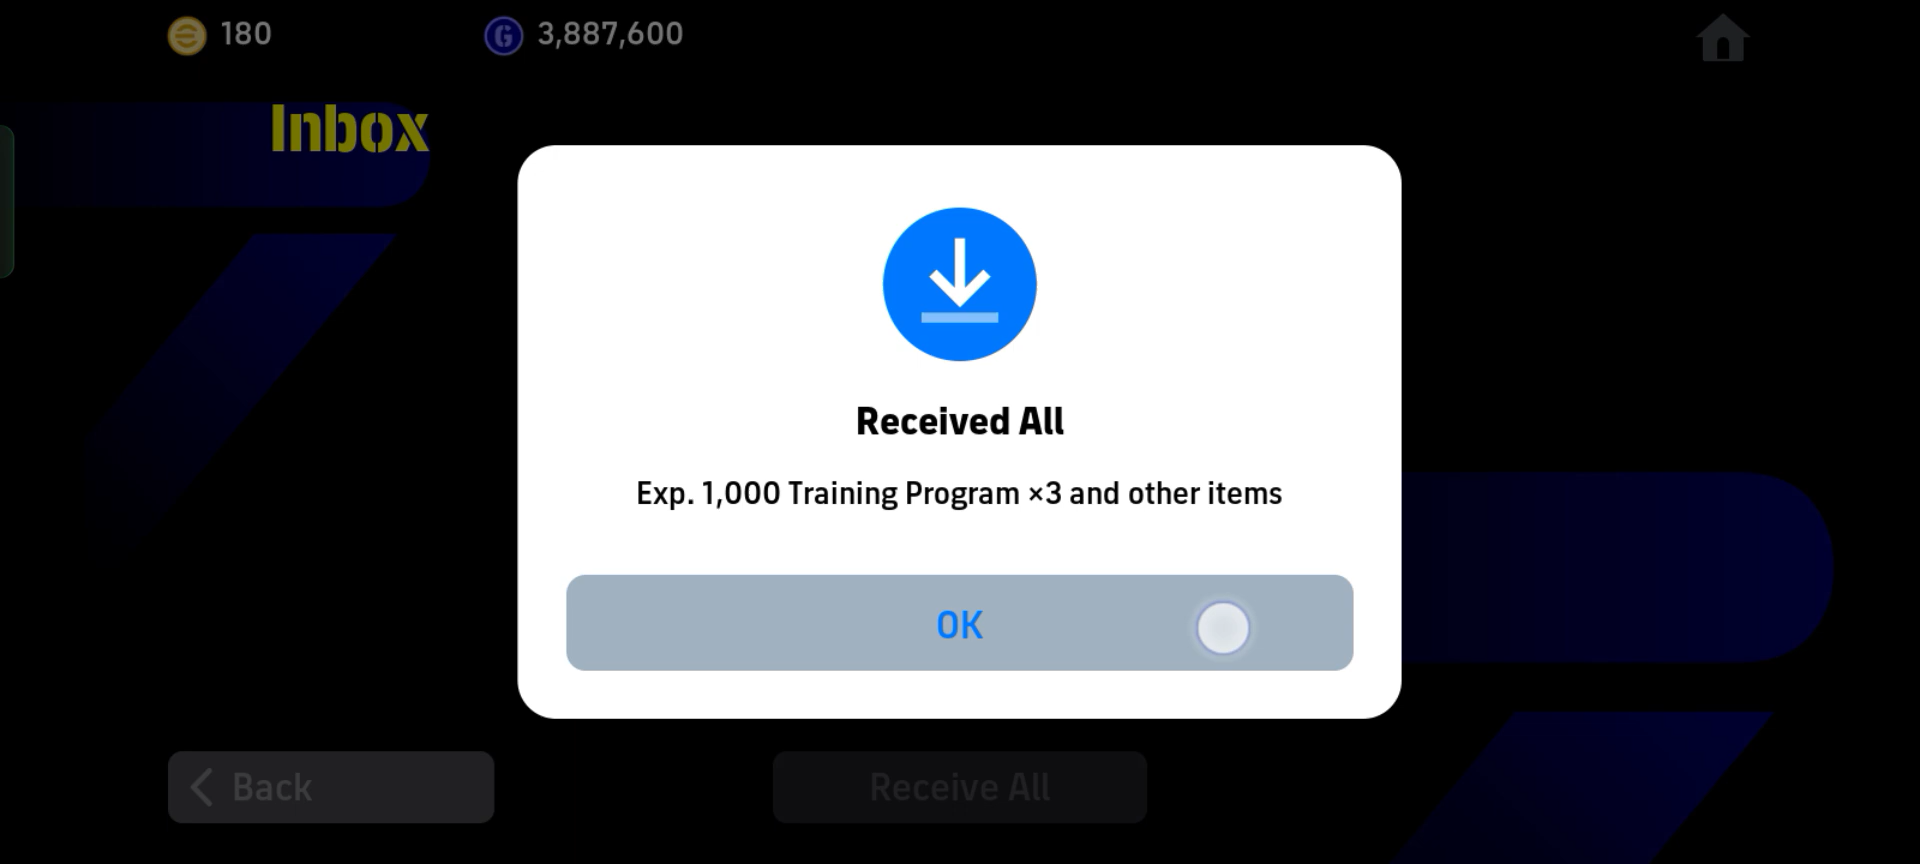 180
3,887,600
Inbox
Received All
Exp. 1,000 Training Program ×3 and other items
OK
Back
Receive All